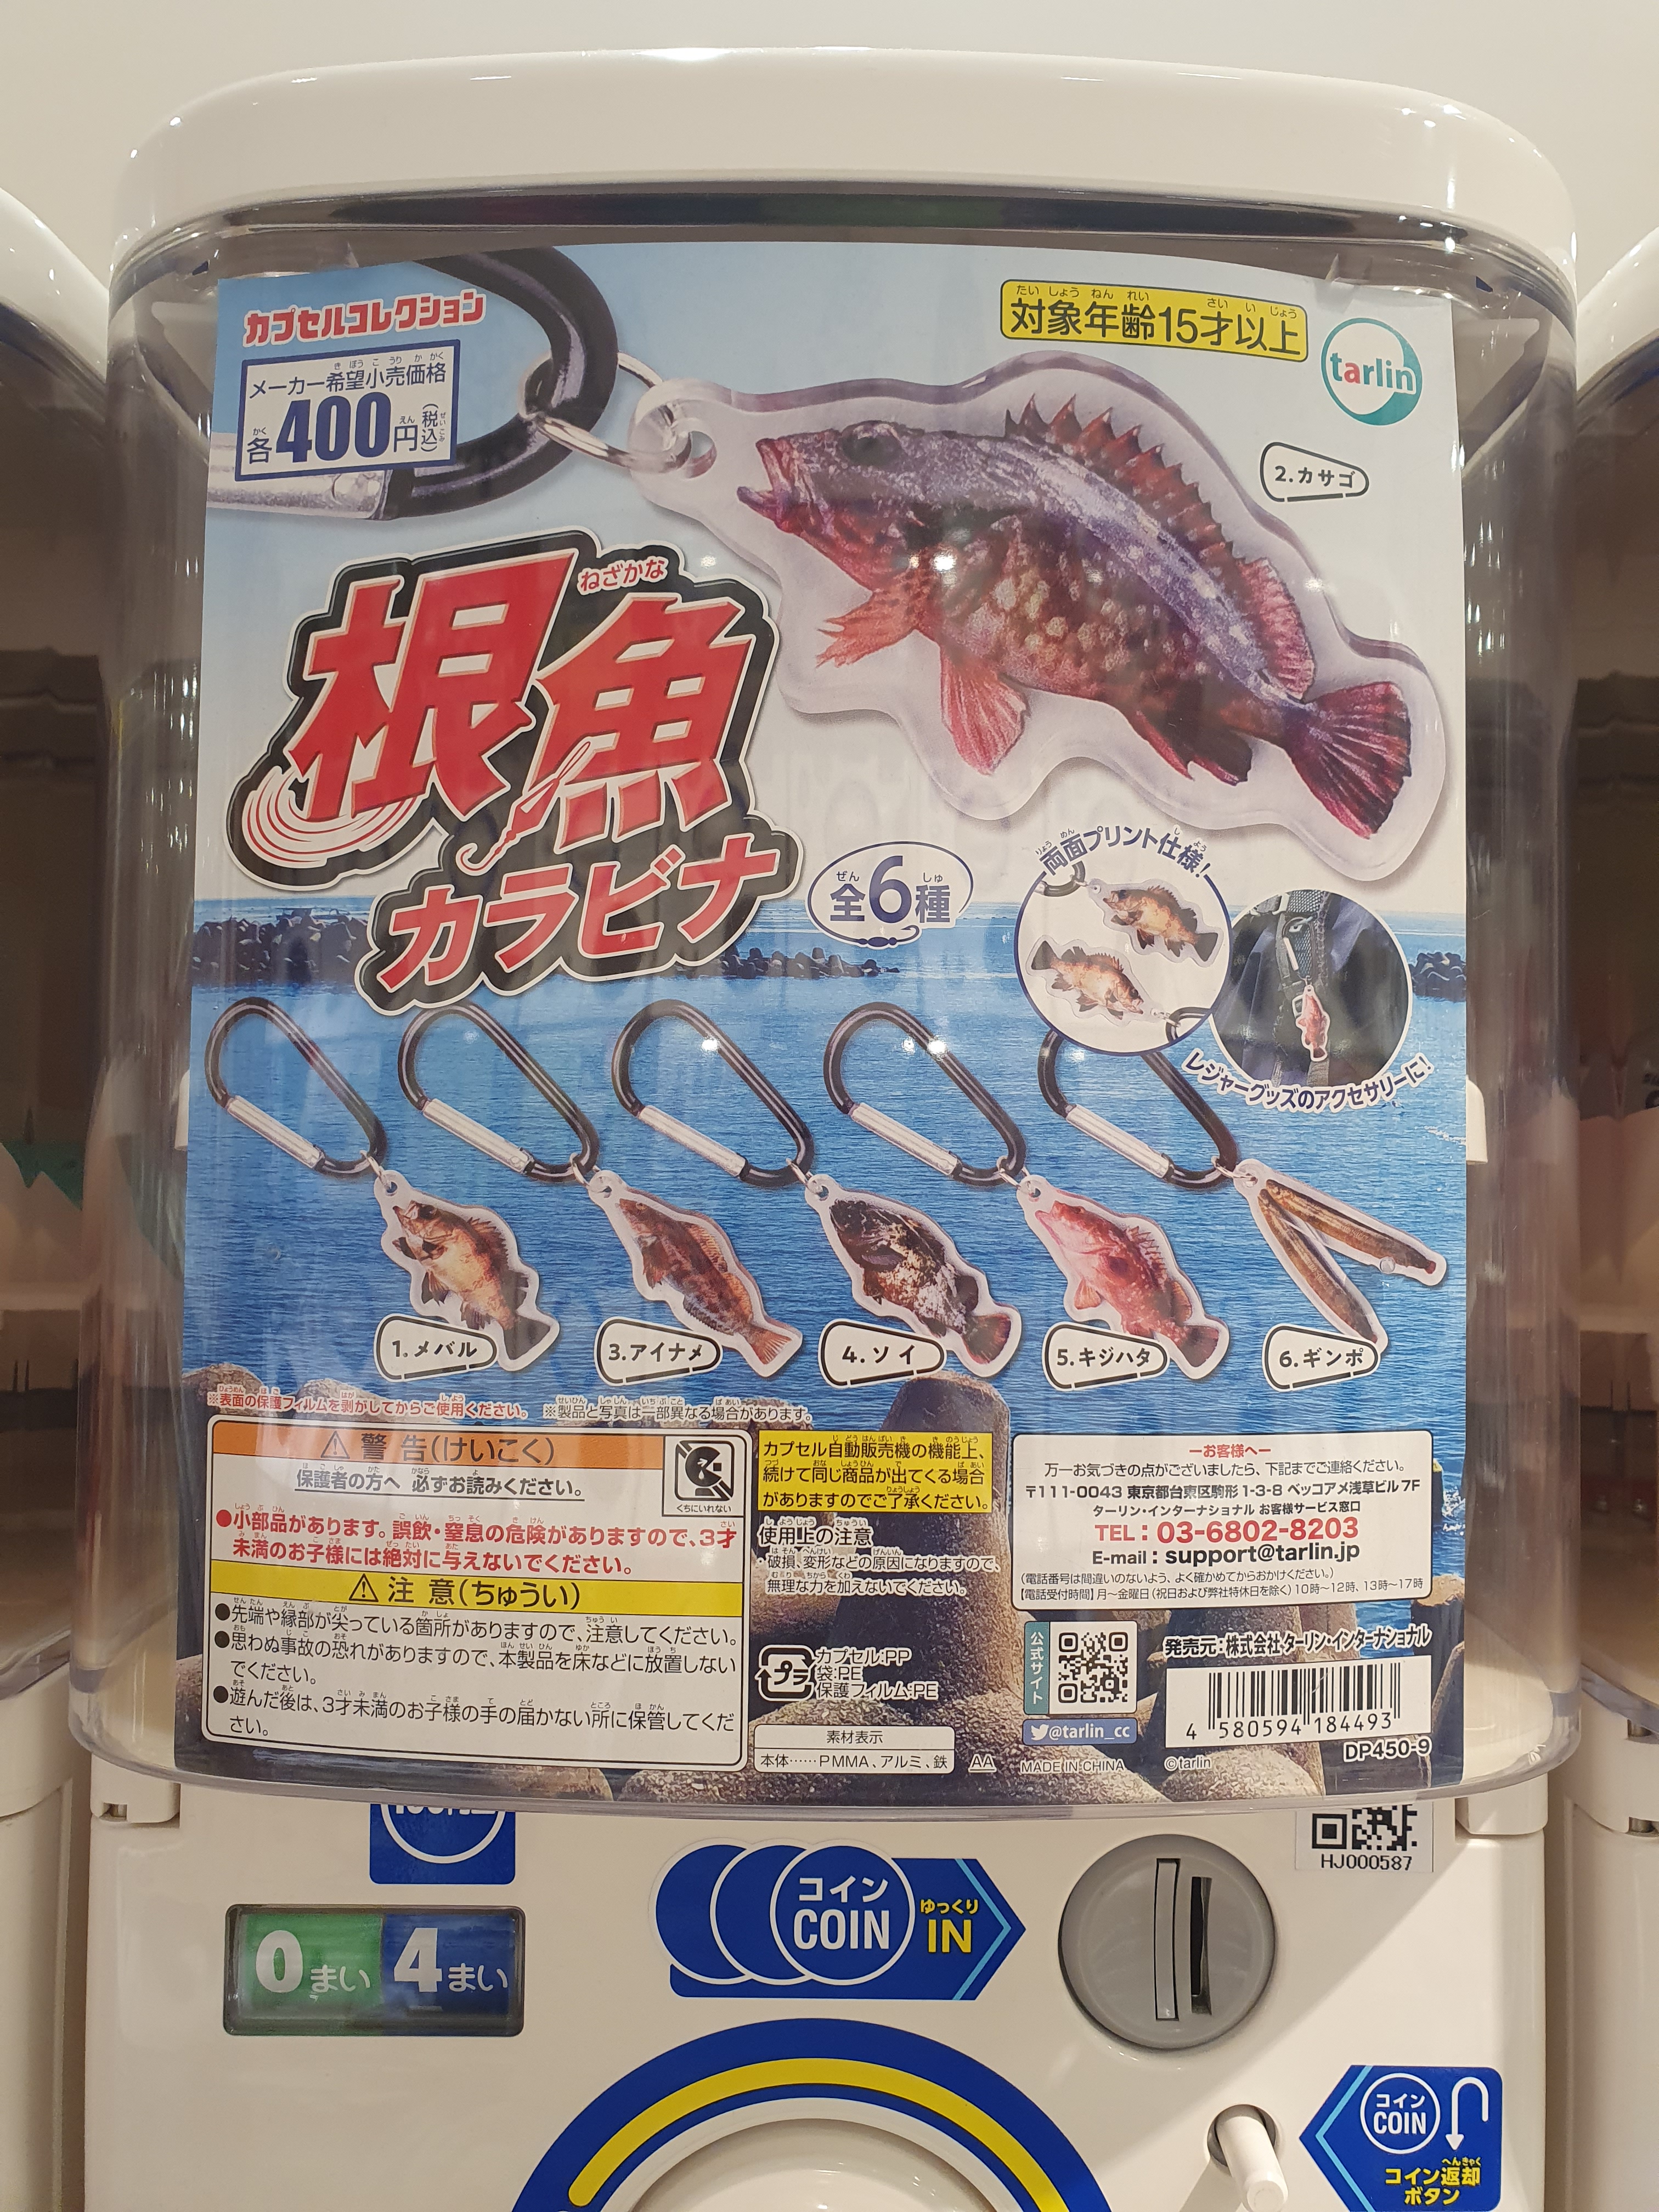 カプセルコレクション
メーカー希望小売価格
各400円(税込)
対象年齢15才以上
tarlin
2.カサゴ
ねざかな
根魚
カラビナ
全6種
両面プリント仕様!
レジャーグッズのアクセサリーに!
1.メバル
3.アイナメ
4.ソイ
5.キジハタ
6.ギンポ
※表面の保護フィルムを剥がしてからご使用ください。
※製品と写真は一部異なる場合があります。
⚠警告(けいこく)
保護者の方へ 必ずお読みください。
くちにいれない
●小部品があります。誤飲・窒息の危険がありますので、3才
未満のお子様には絶対に与えないでください。
⚠注意(ちゅうい)
●先端や縁部が尖っている箇所がありますので、注意してください。
●思わぬ事故の恐れがありますので、本製品を床などに放置しない
でください。
●遊んだ後は、3才未満のお子様の手の届かない所に保管してくだ
さい。
カプセル自動販売機の機能上、
続けて同じ商品が出てくる場合
がありますのでご了承ください。
使用上の注意
・破損、変形などの原因になりますので、
無理な力を加えないでください。
プラ
カプセル:PP
袋:PE
保護フィルム:PE
素材表示
本体……PMMA、アルミ、鉄
AA
ーお客様へー
万一お気づきの点がございましたら、下記までご連絡ください。
〒111-0043 東京都台東区駒形 1-3-8 ベッコアメ浅草ビル 7F
ターリン・インターナショナル お客様サービス窓口
TEL:03-6802-8203
E-mail:support@tarlin.jp
(電話番号は間違いのないよう、よく確かめてからおかけください。)
【電話受付時間】月～金曜日(祝日および弊社特休日を除く)10時～12時、13時～17時
公式サイト
@tarlin_cc
MADE IN CHINA
発売元:株式会社ターリン・インターナショナル
4 580594 184493
©tarlin
DP450-9
HJ000587
0まい 4まい
コイン
COIN
ゆっくり
IN
コイン
COIN
コイン返却
ボタン